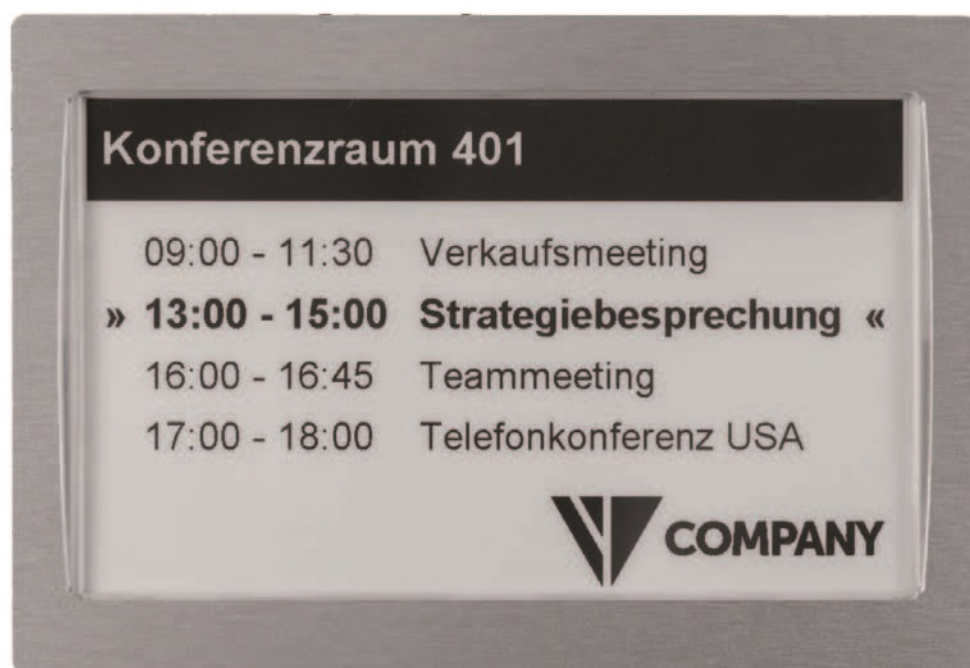 Konferenzraum 401
09:00 - 11:30 Verkaufsmeeting
» 13:00 - 15:00 Strategiebesprechung «
16:00 - 16:45 Teammeeting
17:00 - 18:00 Telefonkonferenz USA
COMPANY